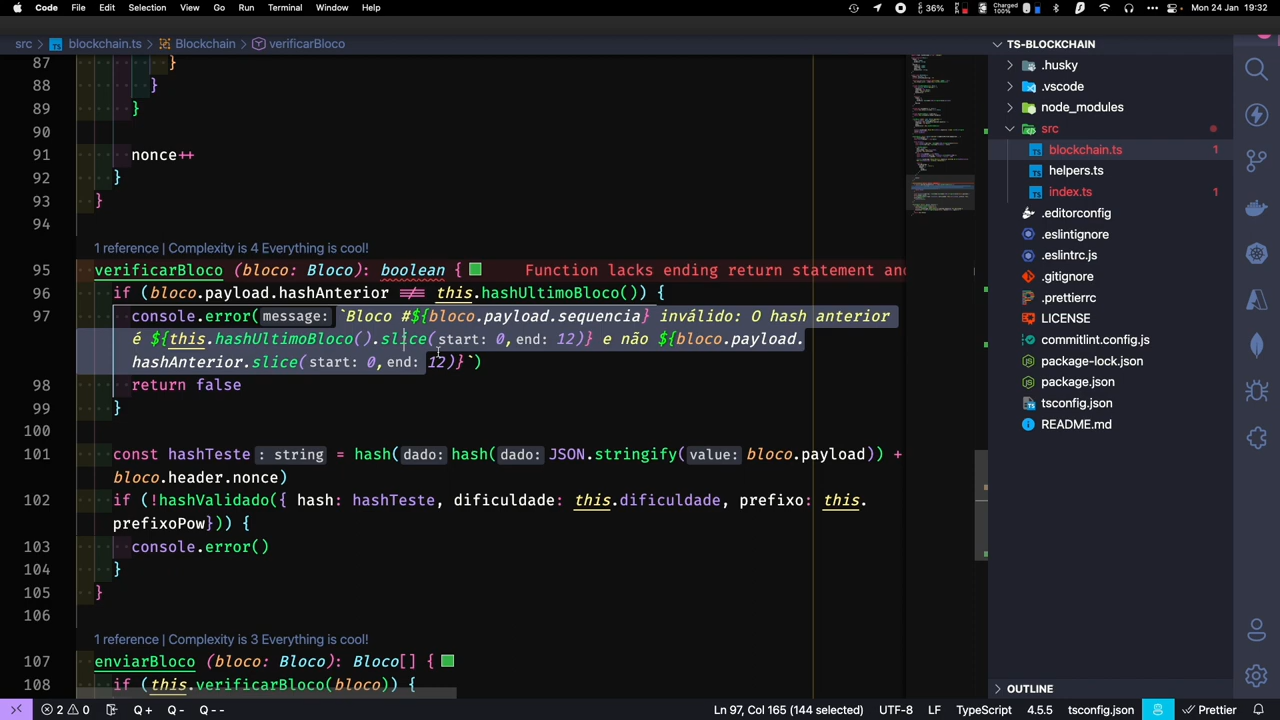 Code File Edit Selection View Go Run Terminal Window Help 36% Charged 100% Mon 24 Jan 19:32
src > blockchain.ts > Blockchain > verificarBloco
87 }
88 }
89 }
90
91 nonce++
92 }
93 }
94
1 reference | Complexity is 4 Everything is cool!
95 verificarBloco (bloco: Bloco): boolean { Function lacks ending return statement and
96 if (bloco.payload.hashAnterior !== this.hashUltimoBloco()) {
97 console.error(message: `Bloco #${bloco.payload.sequencia} inválido: O hash anterior
é ${this.hashUltimoBloco().slice(start: 0, end: 12)} e não ${bloco.payload.
hashAnterior.slice(start: 0, end: 12)}`)
98 return false
99 }
100
101 const hashTeste : string = hash(dado: hash(dado: JSON.stringify(value: bloco.payload)) +
bloco.header.nonce)
102 if (!hashValidado({ hash: hashTeste, dificuldade: this.dificuldade, prefixo: this.
prefixoPow})) {
103 console.error()
104 }
105 }
106
1 reference | Complexity is 3 Everything is cool!
107 enviarBloco (bloco: Bloco): Bloco[] {
108 if (this.verificarBloco(bloco)) {
TS-BLOCKCHAIN
.husky
.vscode
node_modules
src
blockchain.ts 1
helpers.ts
index.ts 1
.editorconfig
.eslintignore
.eslintrc.js
.gitignore
.prettierrc
LICENSE
commitlint.config.js
package-lock.json
package.json
tsconfig.json
README.md
OUTLINE
2 0 Q+ Q- Q-- Ln 97, Col 165 (144 selected) UTF-8 LF TypeScript 4.5.5 tsconfig.json Prettier